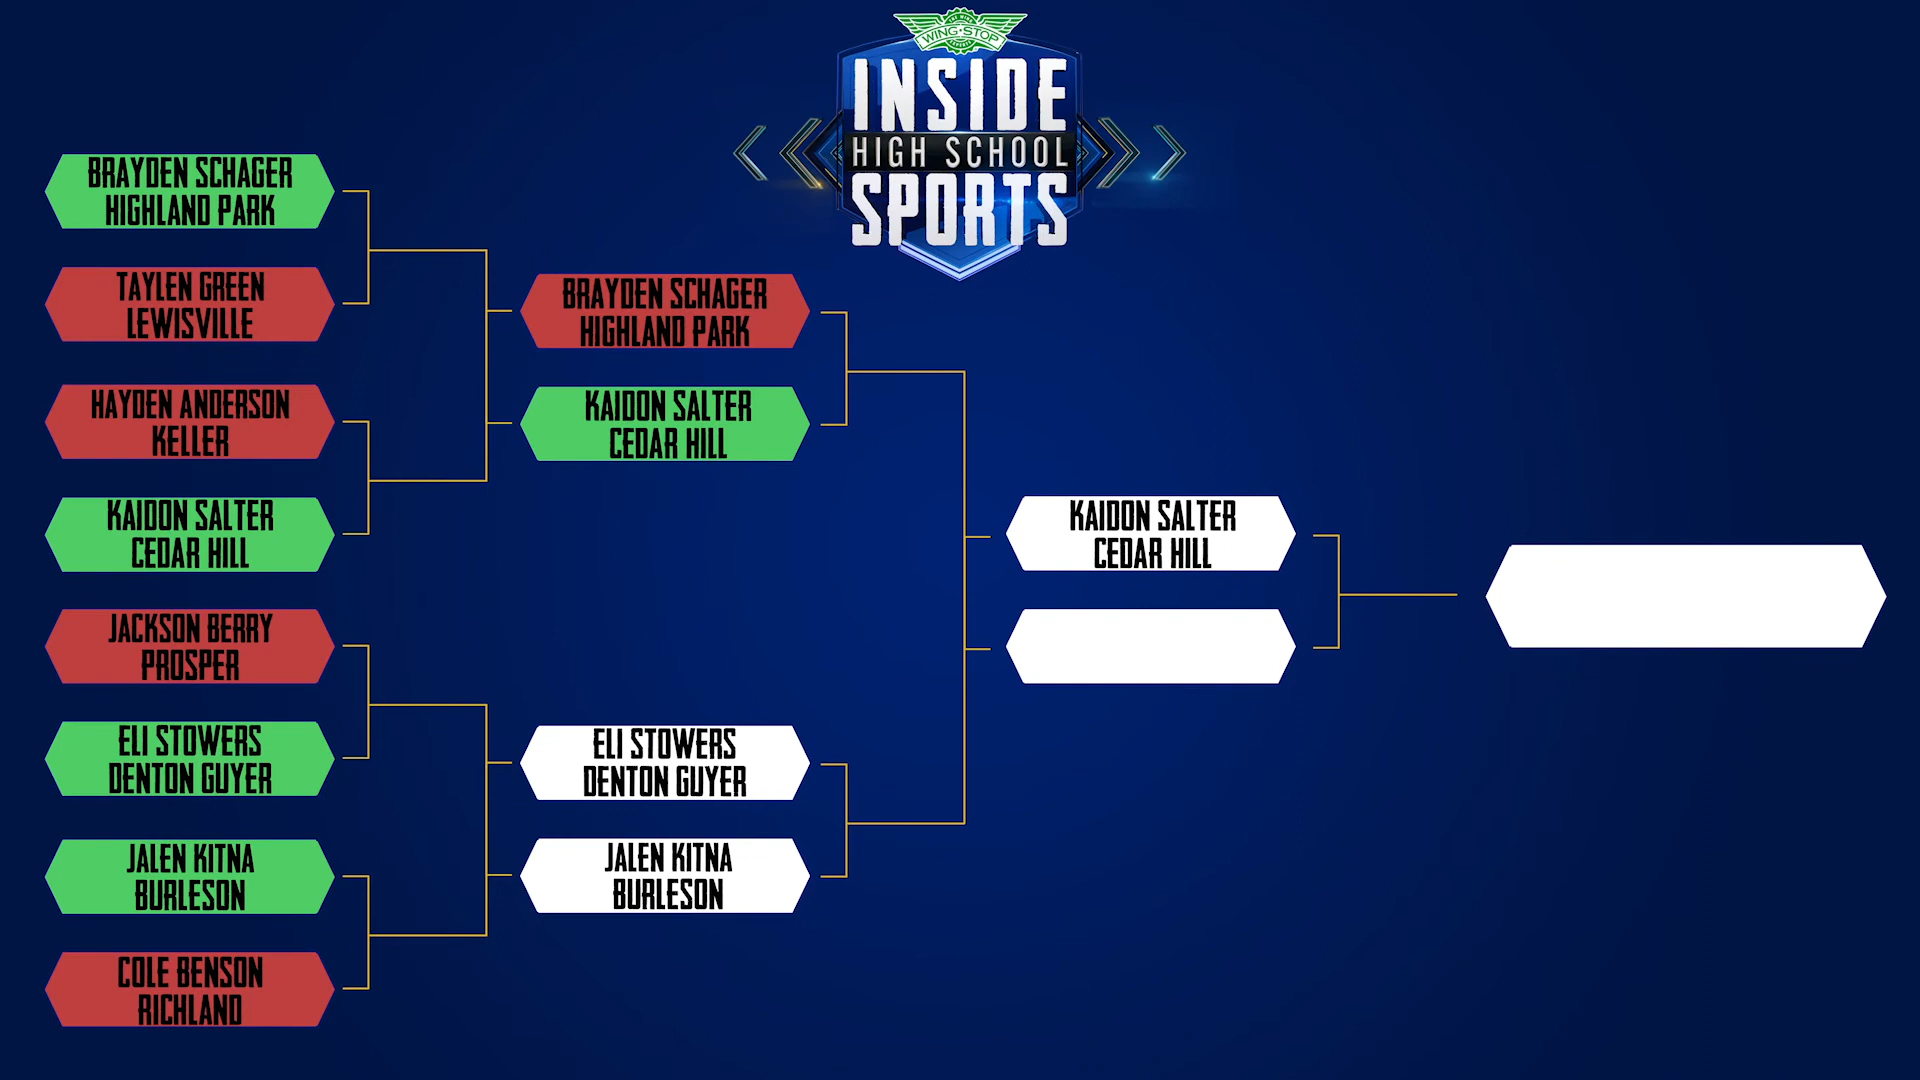 WING STOP
INSIDE
HIGH SCHOOL
SPORTS
BRAYDEN SCHAGER
HIGHLAND PARK
TAYLEN GREEN
LEWISVILLE
HAYDEN ANDERSON
KELLER
KAIDON SALTER
CEDAR HILL
JACKSON BERRY
PROSPER
ELI STOWERS
DENTON GUYER
JALEN KITNA
BURLESON
COLE BENSON
RICHLAND
BRAYDEN SCHAGER
HIGHLAND PARK
KAIDON SALTER
CEDAR HILL
ELI STOWERS
DENTON GUYER
JALEN KITNA
BURLESON
KAIDON SALTER
CEDAR HILL